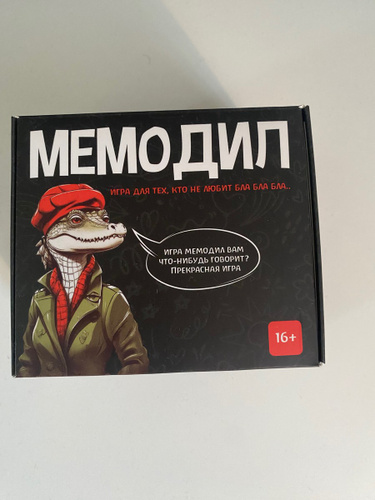 МЕМОДИЛ
ИГРА ДЛЯ ТЕХ, КТО НЕ ЛЮБИТ БЛА БЛА БЛА..
ИГРА МЕМОДИЛ ВАМ
ЧТО-НИБУДЬ ГОВОРИТ?
ПРЕКРАСНАЯ ИГРА
16+